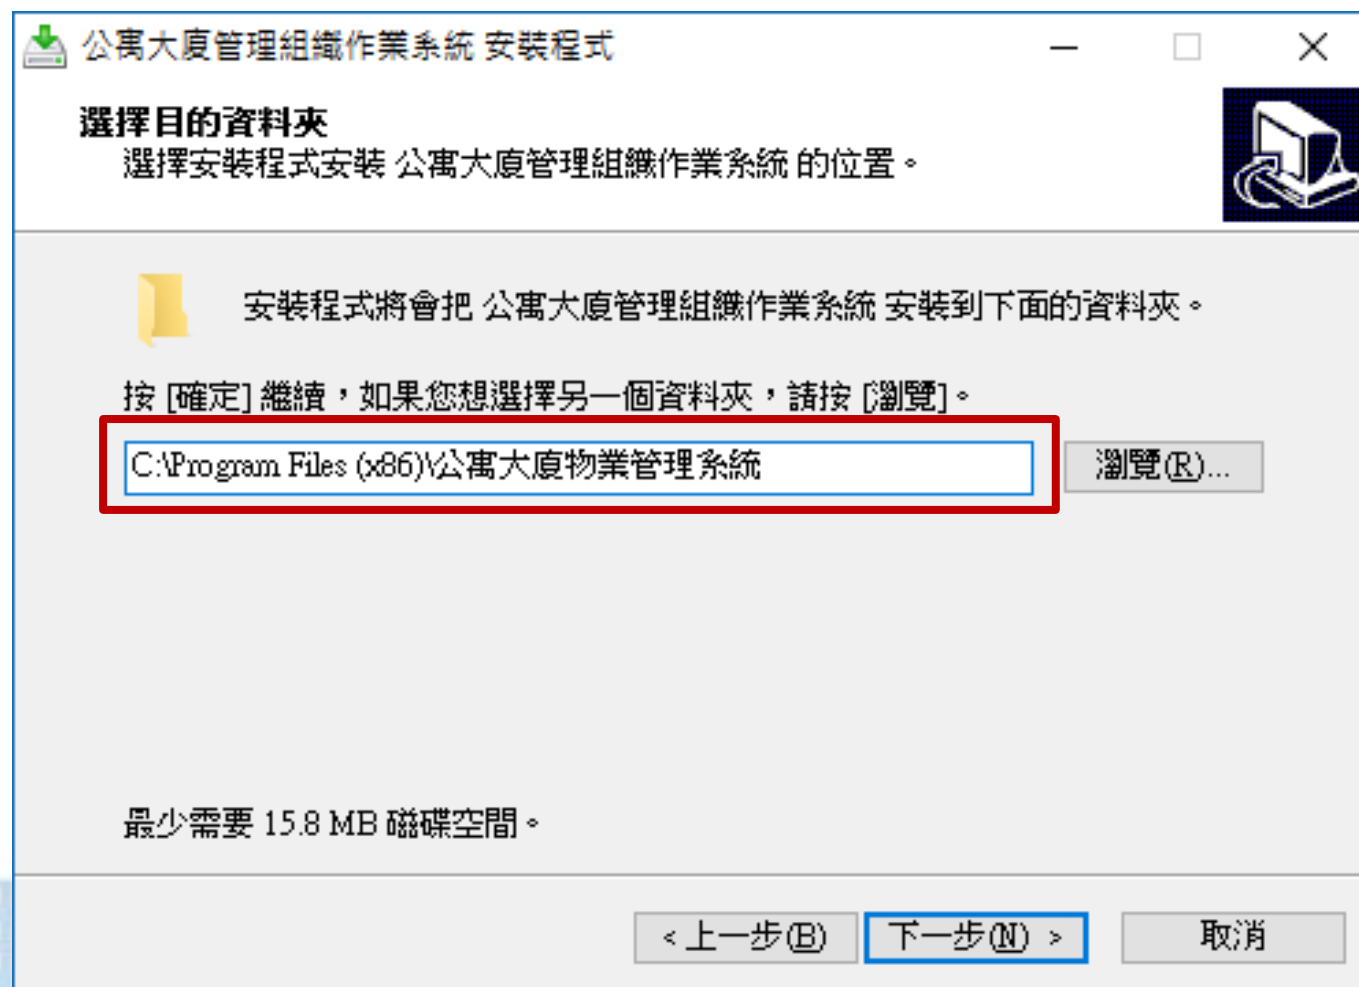 公寓大廈管理組織作業系統 安裝程式
選擇目的資料夾
選擇安裝程式安裝 公寓大廈管理組織作業系統 的位置。
安裝程式將會把 公寓大廈管理組織作業系統 安裝到下面的資料夾。
按 [確定] 繼續，如果您想選擇另一個資料夾，請按 [瀏覽]。
C:\Program Files (x86)\公寓大廈物業管理系統
瀏覽(R)...
最少需要 15.8 MB 磁碟空間。
< 上一步(B) 下一步(N) > 取消